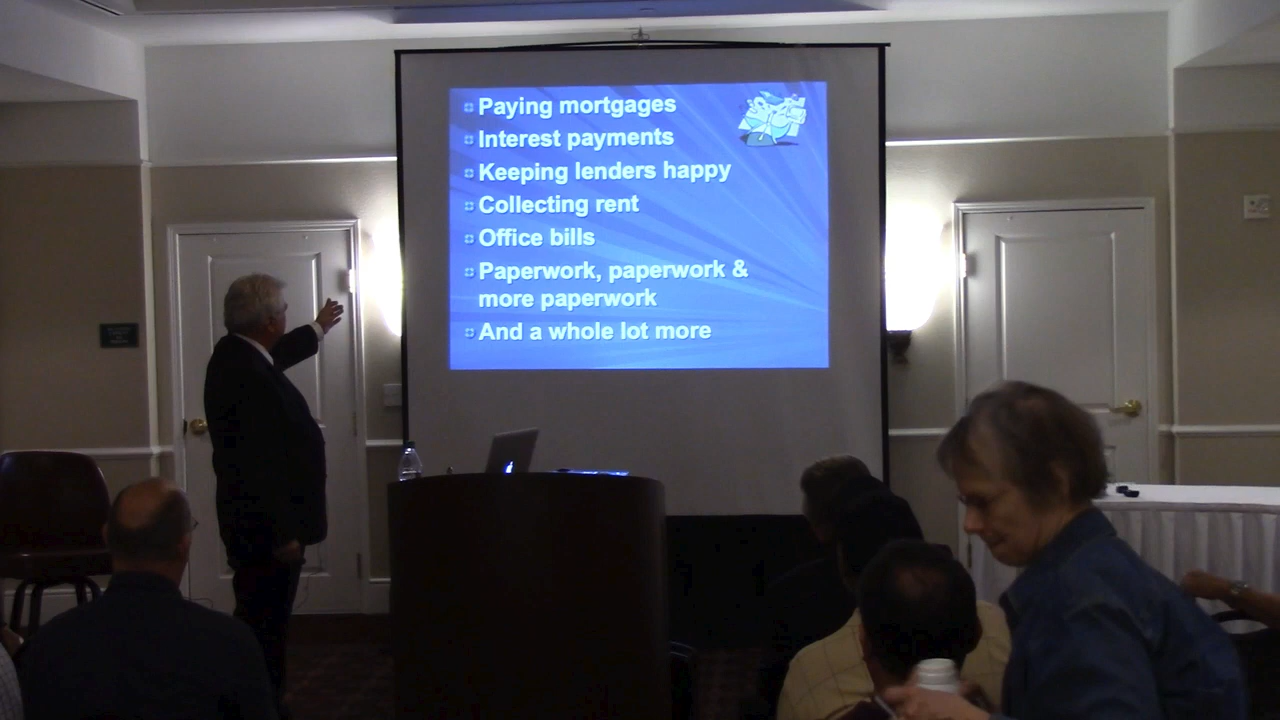 Paying mortgages
Interest payments
Keeping lenders happy
Collecting rent
Office bills
Paperwork, paperwork &
more paperwork
And a whole lot more